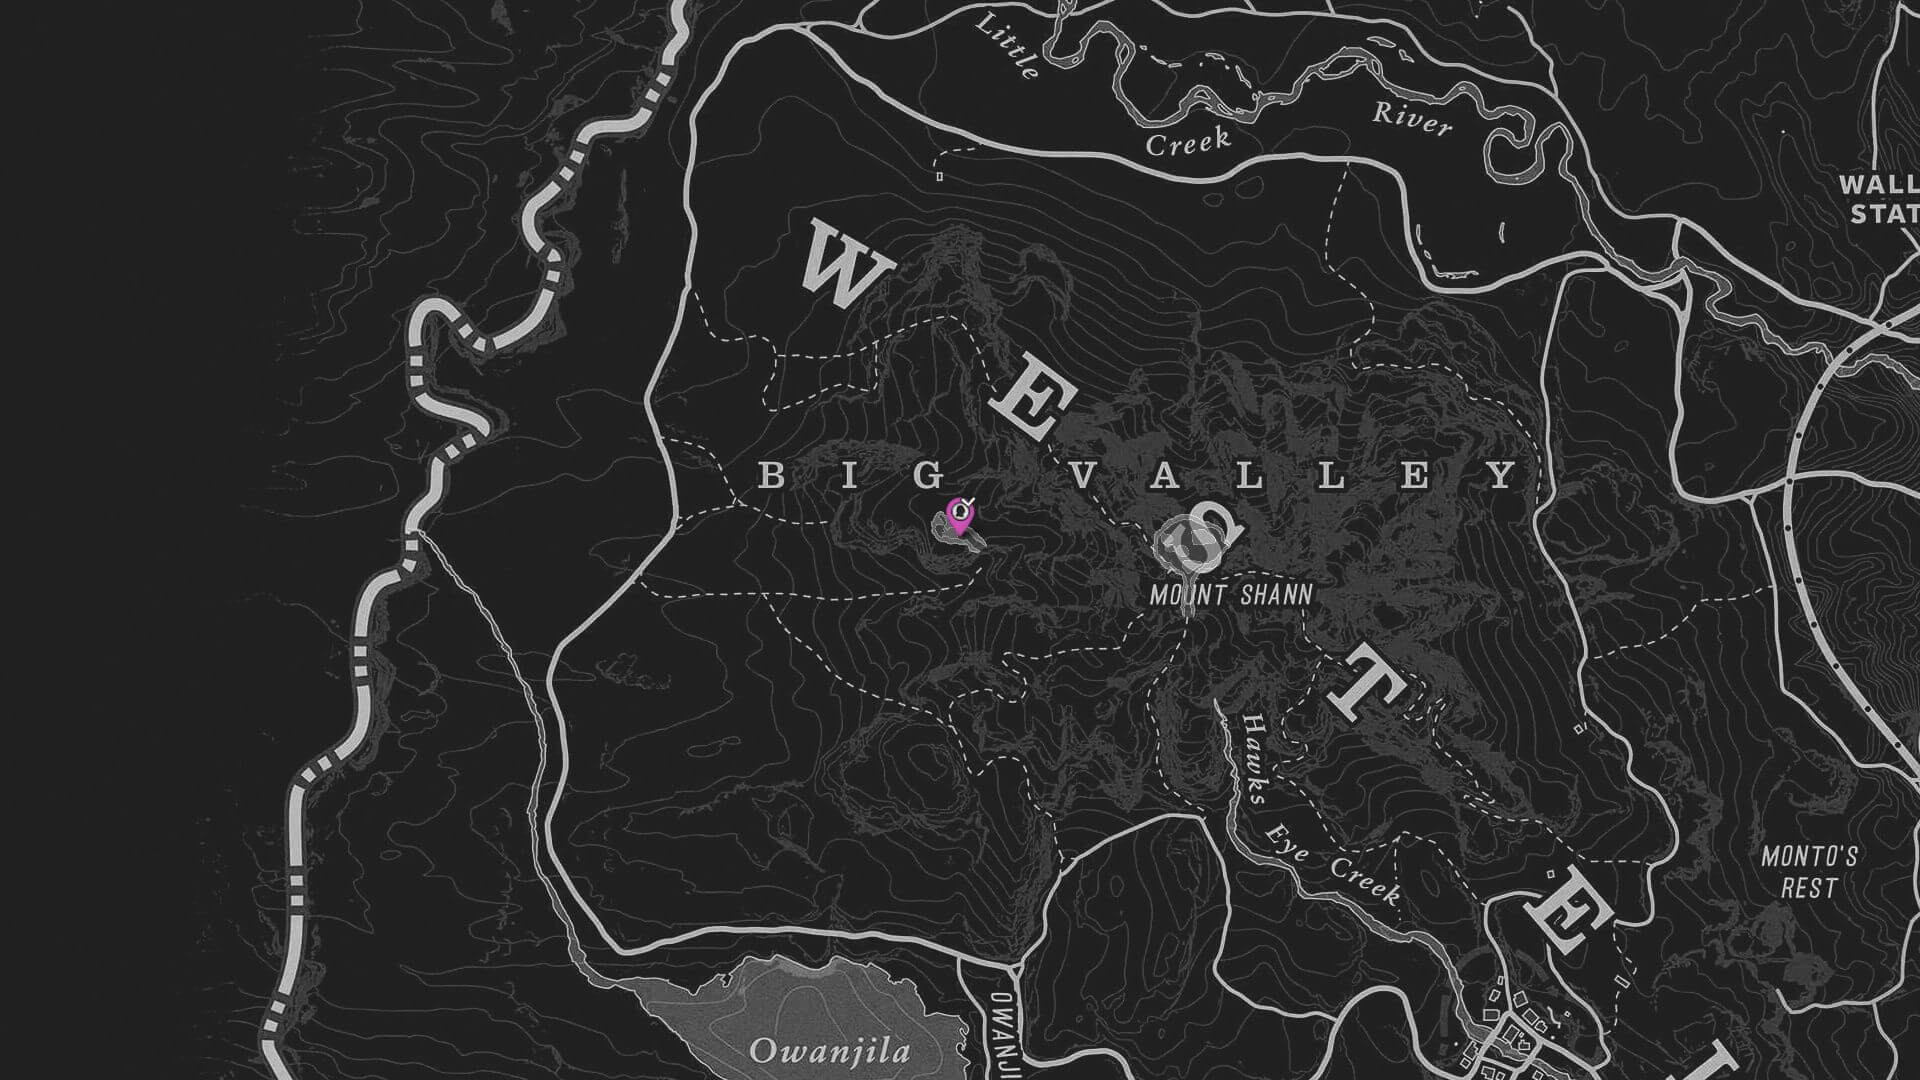 Little
Creek
River
WALL
STAT
W
E
S
T
E
BIG VALLEY
MOUNT SHANN
Hawks
Eye Creek
MONTO'S
REST
OWANJI
Owanjila